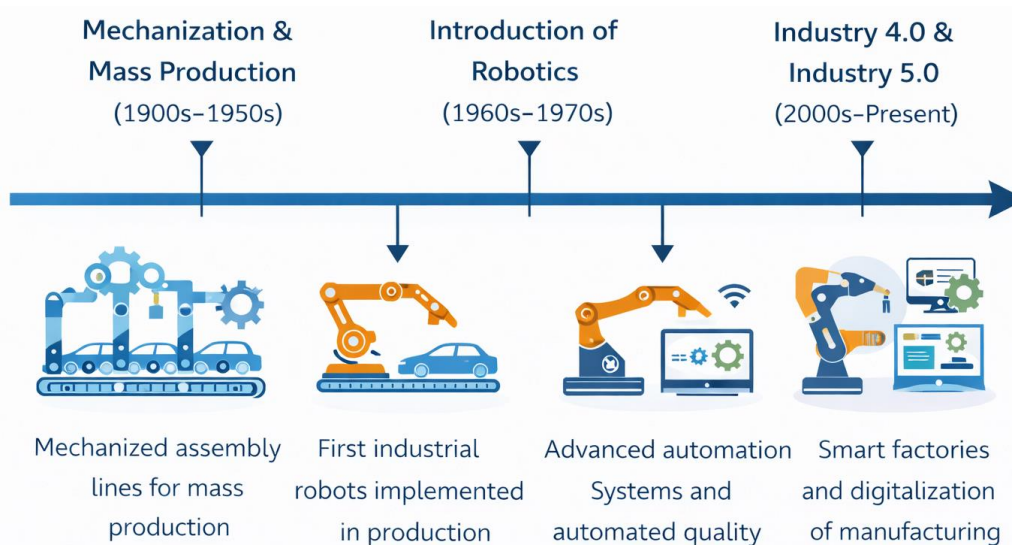 Mechanization &
Mass Production
(1900s–1950s)
Introduction of
Robotics
(1960s–1970s)
Industry 4.0 &
Industry 5.0
(2000s–Present)
Mechanized assembly
lines for mass
production
First industrial
robots implemented
in production
Advanced automation
Systems and
automated quality
Smart factories
and digitalization
of manufacturing